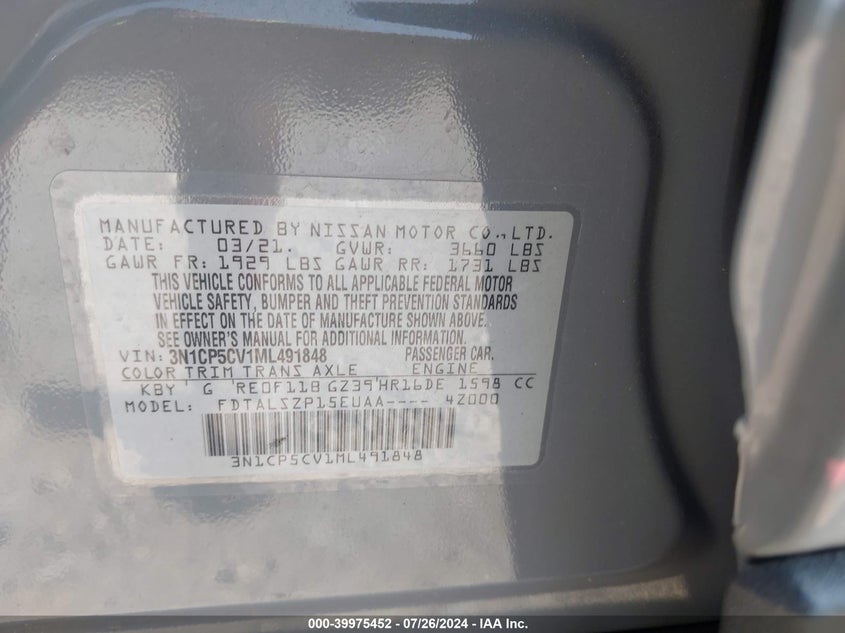 MANUFACTURED BY NISSAN MOTOR CO.,LTD.
DATE: 03/21. GVWR: 3660 LBS
GAWR FR: 1929 LBS GAWR RR: 1731 LBS
THIS VEHICLE CONFORMS TO ALL APPLICABLE FEDERAL MOTOR
VEHICLE SAFETY, BUMPER AND THEFT PREVENTION STANDARDS
IN EFFECT ON THE DATE OF MANUFACTURE SHOWN ABOVE.
SEE OWNER'S MANUAL FOR ADDITIONAL INFORMATION.
VIN: 3N1CP5CV1ML491848 PASSENGER CAR.
COLOR TRIM TRANS AXLE ENGINE
KBY G RE0F11B GZ39 HR16DE 1598 CC
MODEL: FDTALSZP15EUAA---- 4Z000
3N1CP5CV1ML491848
000-39975452 - 07/26/2024 - IAA Inc.